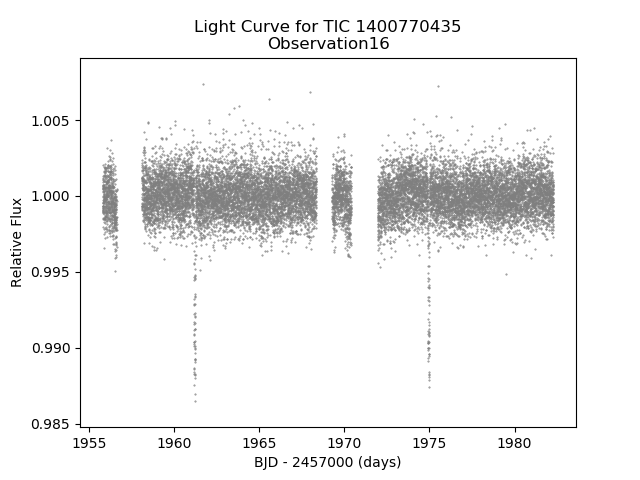 Light Curve for TIC 1400770435
Observation16
1.005
1.000
0.995
0.990
0.985
Relative Flux
1955 1960 1965 1970 1975 1980
BJD - 2457000 (days)